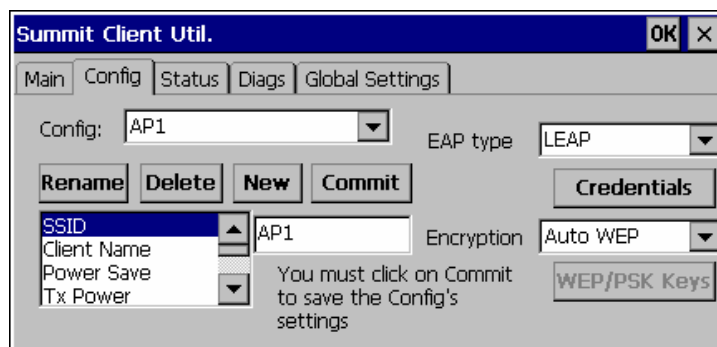 Summit Client Util.
OK ×
Main Config Status Diags Global Settings
Config: AP1
EAP type LEAP
Rename Delete New Commit
Credentials
SSID
Client Name
Power Save
Tx Power
AP1
Encryption Auto WEP
You must click on Commit
to save the Config's
settings
WEP/PSK Keys